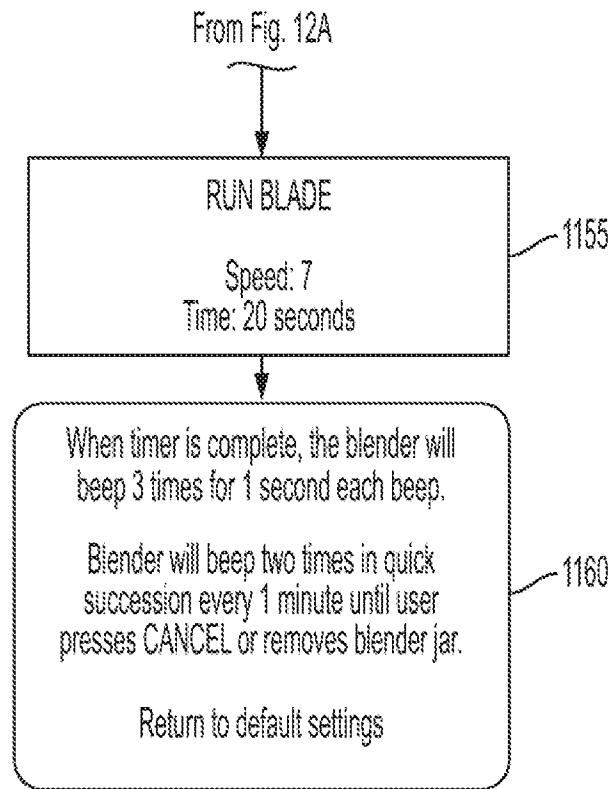 From Fig. 12A
RUN BLADE
Speed: 7
Time: 20 seconds
1155
When timer is complete, the blender will
beep 3 times for 1 second each beep.
Blender will beep two times in quick
succession every 1 minute until user
presses CANCEL or removes blender jar.
Return to default settings
1160